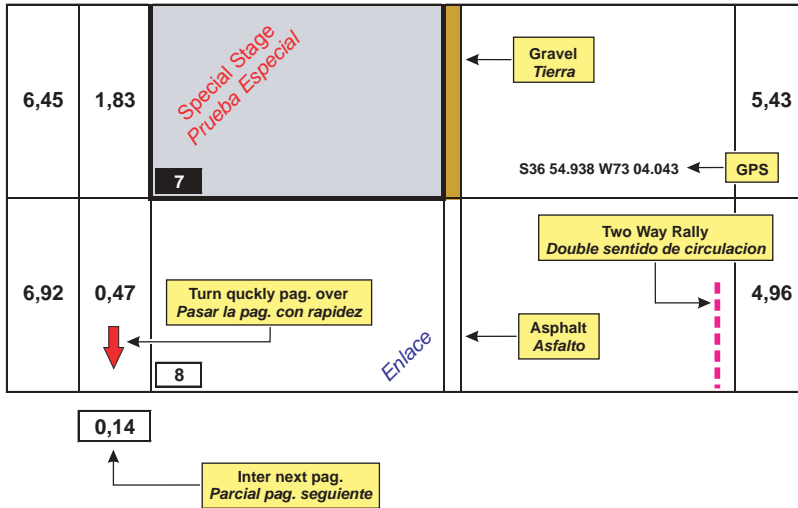 6,45
1,83
Special Stage
Prueba Especial
7
Gravel
Tierra
5,43
S36 54.938 W73 04.043
GPS
6,92
0,47
Turn quckly pag. over
Pasar la pag. con rapidez
8
Enlace
Asphalt
Asfalto
Two Way Rally
Double sentido de circulacion
4,96
0,14
Inter next pag.
Parcial pag. seguiente